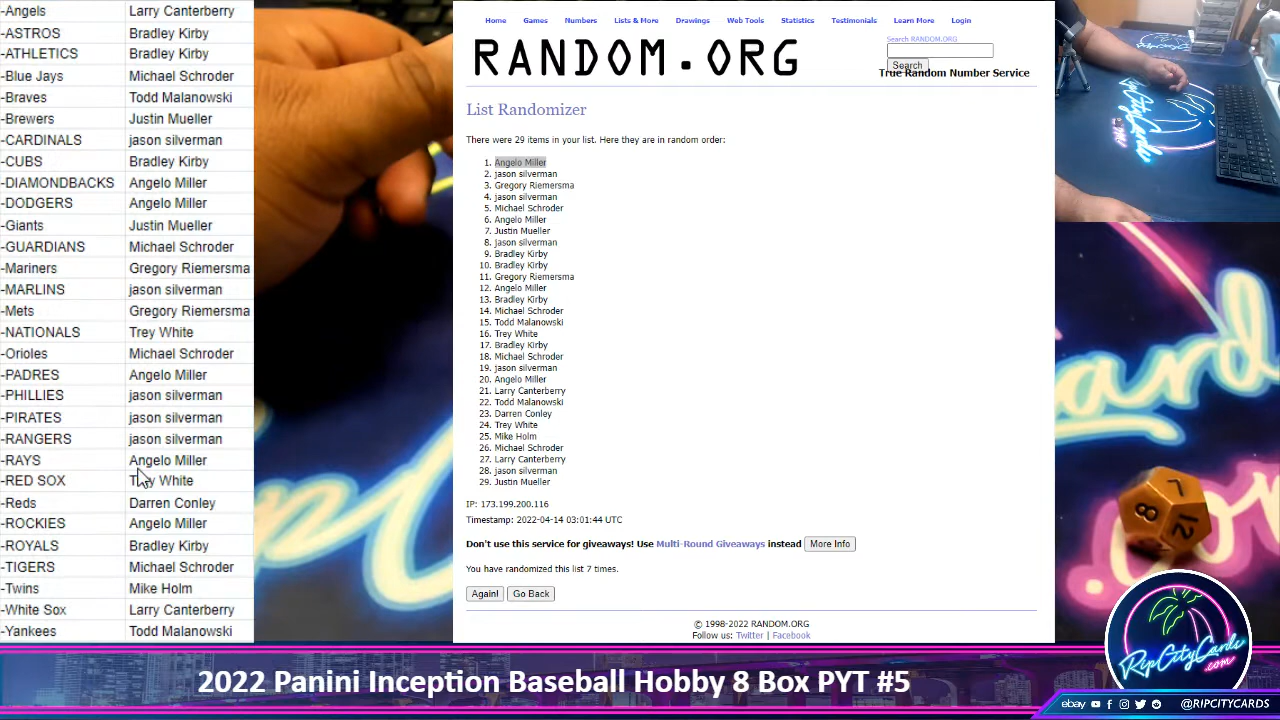 -Angels Larry Canterberry
-ASTROS Bradley Kirby
-ATHLETICS Bradley Kirby
-Blue Jays Michael Schroder
-Braves Todd Malanowski
-Brewers Justin Mueller
-CARDINALS jason silverman
-CUBS Bradley Kirby
-DIAMONDBACKS Angelo Miller
-DODGERS Angelo Miller
-Giants Justin Mueller
-GUARDIANS Michael Schroder
-Mariners Gregory Riemersma
-MARLINS jason silverman
-Mets Gregory Riemersma
-NATIONALS Trey White
-Orioles Michael Schroder
-PADRES Angelo Miller
-PHILLIES jason silverman
-PIRATES jason silverman
-RANGERS jason silverman
-RAYS Angelo Miller
-RED SOX Trey White
-Reds Darren Conley
-ROCKIES Angelo Miller
-ROYALS Bradley Kirby
-TIGERS Michael Schroder
-Twins Mike Holm
-White Sox Larry Canterberry
-Yankees Todd Malanowski
Home Games Numbers Lists & More Drawings Web Tools Statistics Testimonials Learn More Login
RANDOM.ORG
Search RANDOM.ORG
Search
True Random Number Service
List Randomizer
There were 29 items in your list. Here they are in random order:
1. Angelo Miller
2. jason silverman
3. Gregory Riemersma
4. jason silverman
5. Michael Schroder
6. Angelo Miller
7. Justin Mueller
8. jason silverman
9. Bradley Kirby
10. Bradley Kirby
11. Gregory Riemersma
12. Angelo Miller
13. Bradley Kirby
14. Michael Schroder
15. Todd Malanowski
16. Trey White
17. Bradley Kirby
18. Michael Schroder
19. jason silverman
20. Angelo Miller
21. Larry Canterberry
22. Todd Malanowski
23. Darren Conley
24. Trey White
25. Mike Holm
26. Michael Schroder
27. Larry Canterberry
28. jason silverman
29. Justin Mueller
IP: 173.199.200.116
Timestamp: 2022-04-14 03:01:44 UTC
Don't use this service for giveaways! Use Multi-Round Giveaways instead More Info
You have randomized this list 7 times.
Again! Go Back
© 1998-2022 RANDOM.ORG
Follow us: Twitter | Facebook
7
8
12
RipCityCards
.com
2022 Panini Inception Baseball Hobby 8 Box PYT #5
ebay @RIPCITYCARDS